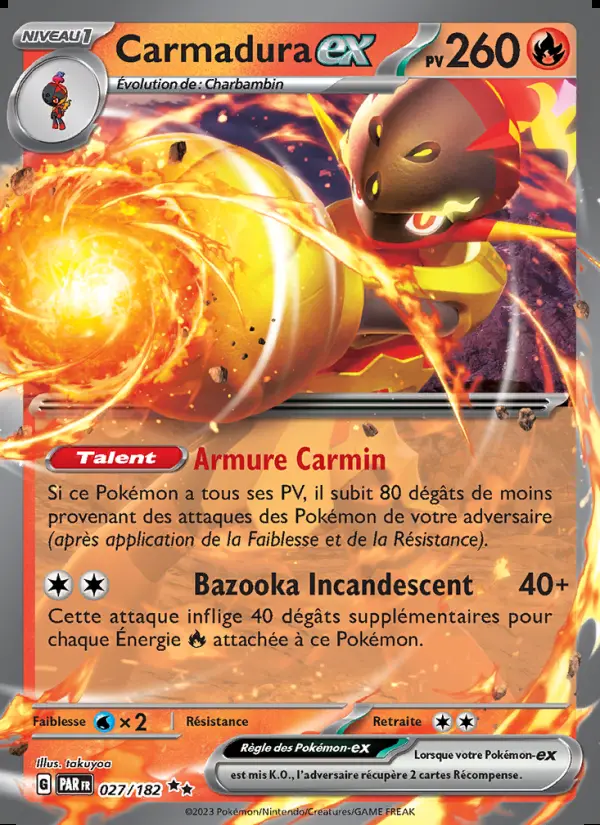 NIVEAU 1
Carmadura ex PV 260
Évolution de : Charbambin
Talent Armure Carmin
Si ce Pokémon a tous ses PV, il subit 80 dégâts de moins
provenant des attaques des Pokémon de votre adversaire
(après application de la Faiblesse et de la Résistance).
Bazooka Incandescent 40+
Cette attaque inflige 40 dégâts supplémentaires pour
chaque Énergie attachée à ce Pokémon.
Faiblesse ×2 Résistance Retraite
Illus. takuyoa
Règle des Pokémon-ex Lorsque votre Pokémon-ex
est mis K.O., l'adversaire récupère 2 cartes Récompense.
G PAR FR 027/182
©2023 Pokémon/Nintendo/Creatures/GAME FREAK